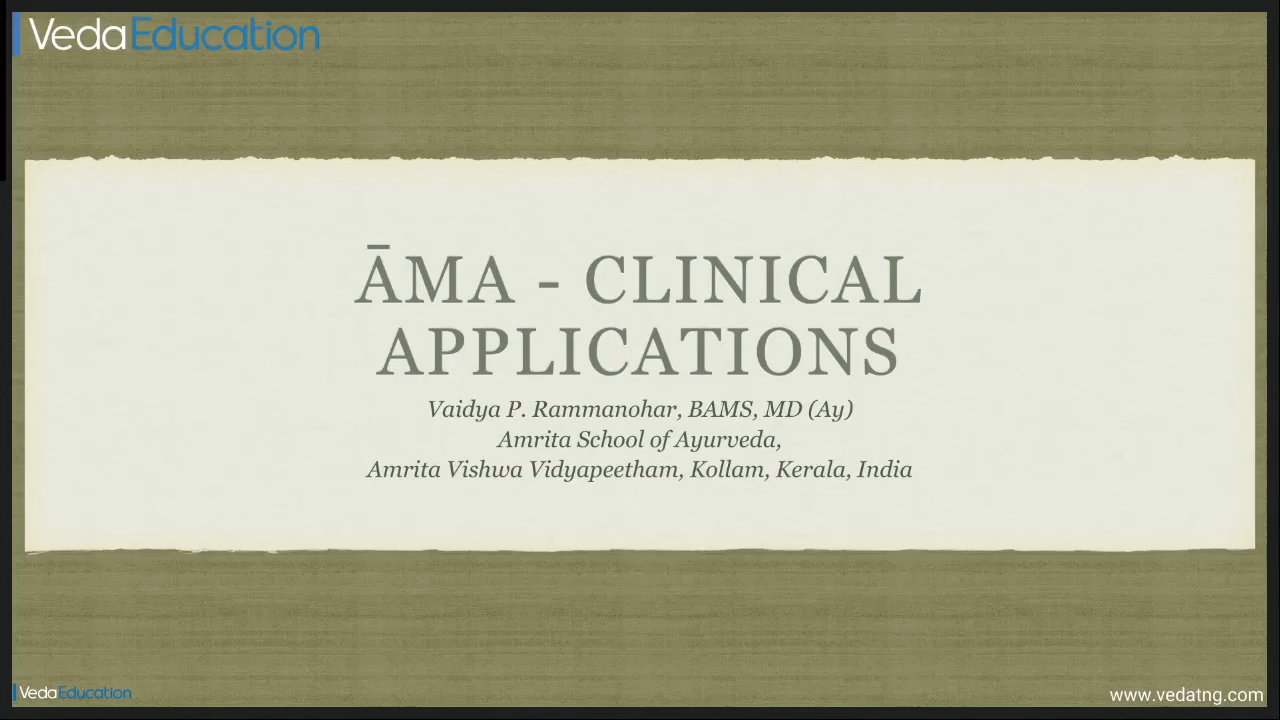 VedaEducation
ĀMA - CLINICAL
APPLICATIONS
Vaidya P. Rammanohar, BAMS, MD (Ay)
Amrita School of Ayurveda,
Amrita Vishwa Vidyapeetham, Kollam, Kerala, India
VedaEducation
www.vedatng.com